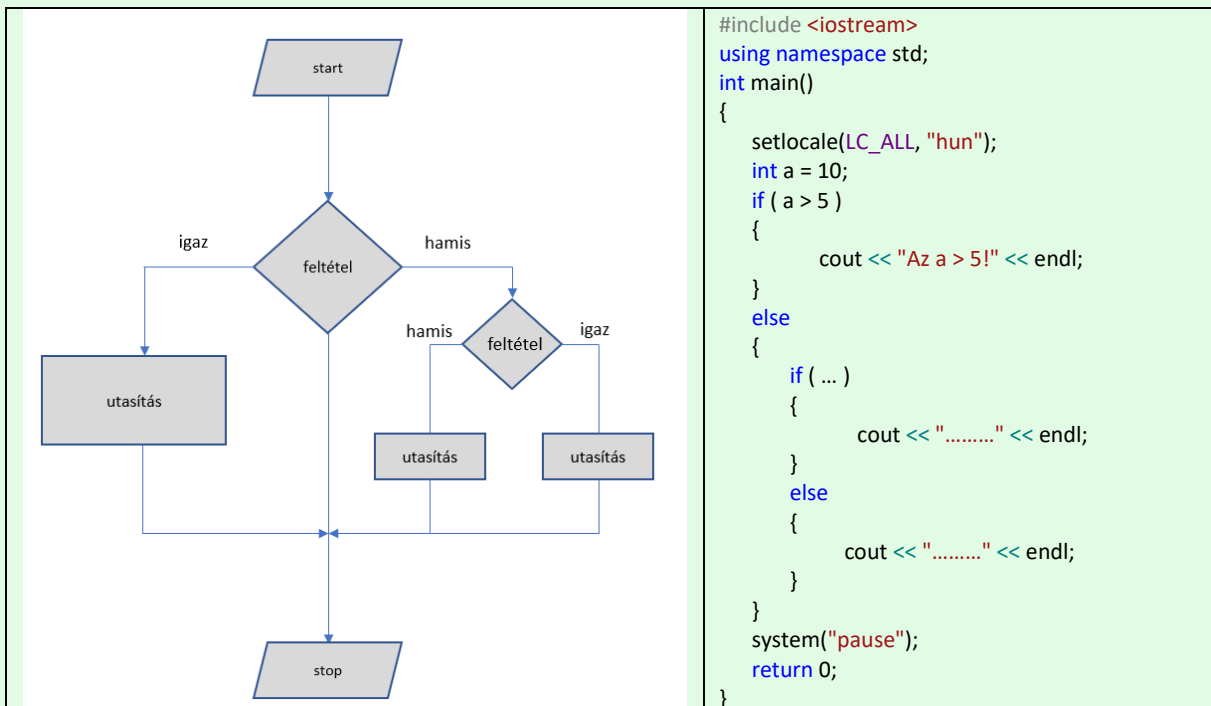 start
igaz
hamis
feltétel
hamis
igaz
feltétel
utasítás
utasítás
utasítás
stop
#include <iostream>
using namespace std;
int main()
{
setlocale(LC_ALL, "hun");
int a = 10;
if ( a > 5 )
{
cout << "Az a > 5!" << endl;
}
else
{
if ( ... )
{
cout << "........." << endl;
}
else
{
cout << "........." << endl;
}
}
system("pause");
return 0;
}